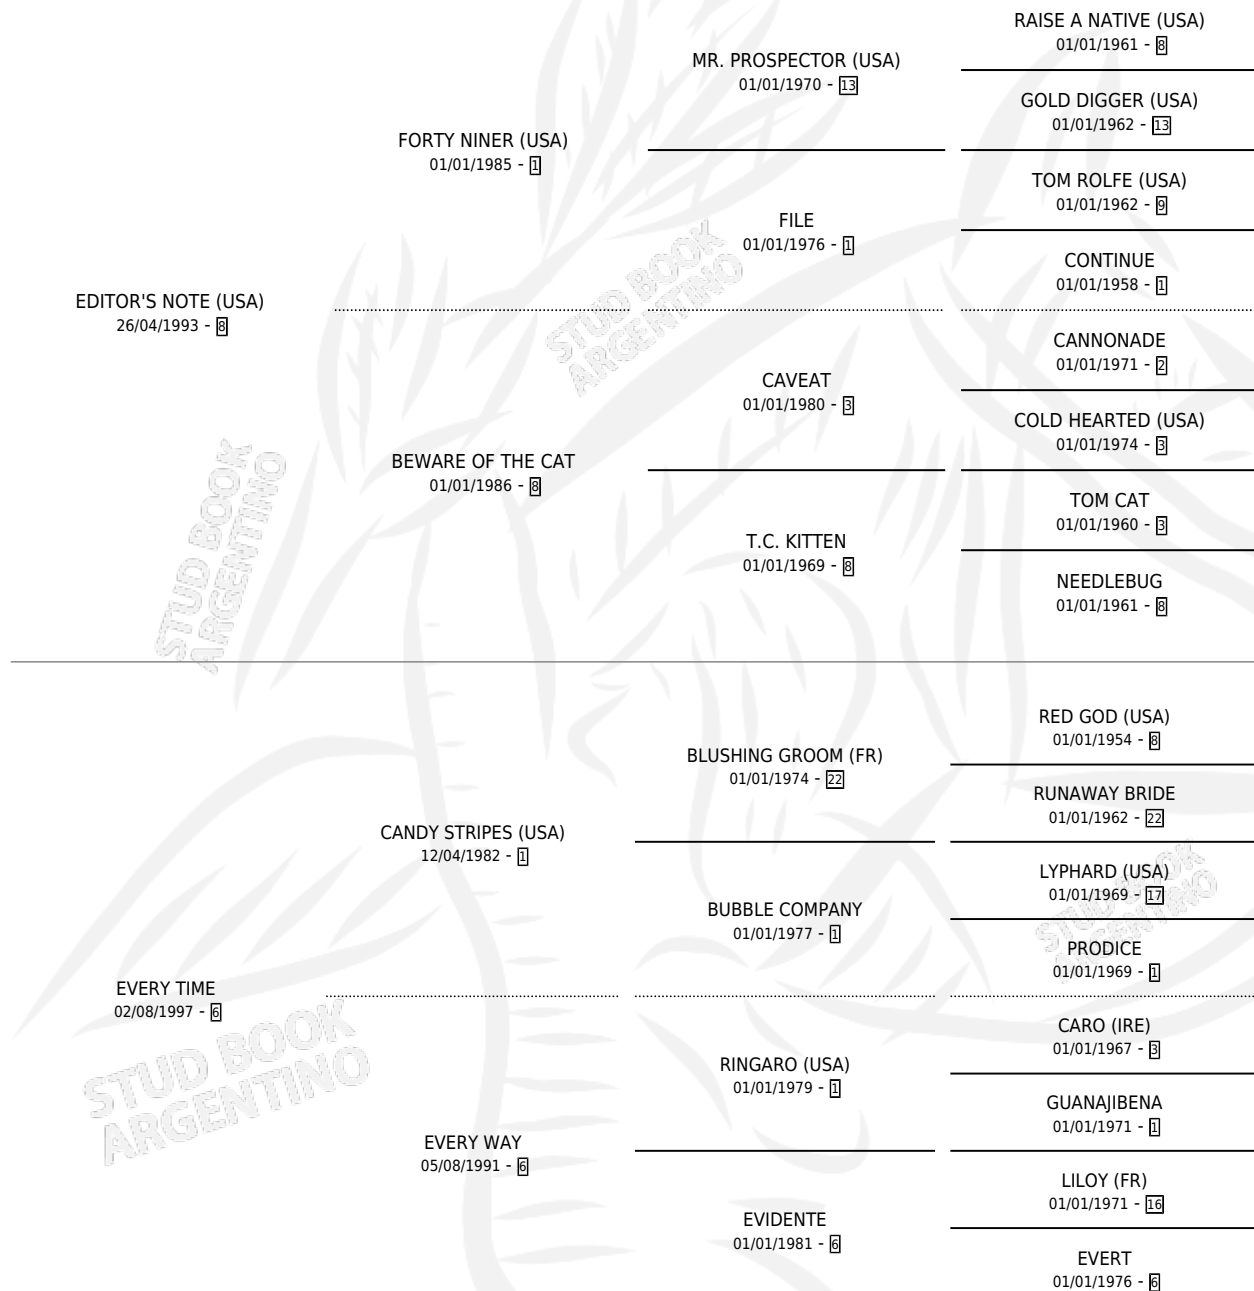 RAISE A NATIVE (USA)
01/01/1961 - 8
MR. PROSPECTOR (USA)
01/01/1970 - 13
GOLD DIGGER (USA)
01/01/1962 - 13
FORTY NINER (USA)
01/01/1985 - 1
TOM ROLFE (USA)
01/01/1962 - 9
FILE
01/01/1976 - 1
CONTINUE
01/01/1958 - 1
EDITOR'S NOTE (USA)
26/04/1993 - 8
STUD BOOK
ARGENTINO
CANNONADE
01/01/1971 - 2
CAVEAT
01/01/1980 - 3
COLD HEARTED (USA)
01/01/1974 - 3
BEWARE OF THE CAT
01/01/1986 - 8
TOM CAT
01/01/1960 - 3
T.C. KITTEN
01/01/1969 - 8
NEEDLEBUG
01/01/1961 - 8
STUD BOOK
ARGENTINO
RED GOD (USA)
01/01/1954 - 8
BLUSHING GROOM (FR)
01/01/1974 - 22
RUNAWAY BRIDE
01/01/1962 - 22
CANDY STRIPES (USA)
12/04/1982 - 1
LYPHARD (USA)
01/01/1969 - 17
BUBBLE COMPANY
01/01/1977 - 1
PRODICE
01/01/1969 - 1
STUD BOOK
ARGENTINO
EVERY TIME
02/08/1997 - 6
STUD BOOK
ARGENTINO
CARO (IRE)
01/01/1967 - 3
RINGARO (USA)
01/01/1979 - 1
GUANAJIBENA
01/01/1971 - 1
EVERY WAY
05/08/1991 - 6
LILOY (FR)
01/01/1971 - 16
EVIDENTE
01/01/1981 - 6
EVERT
01/01/1976 - 6